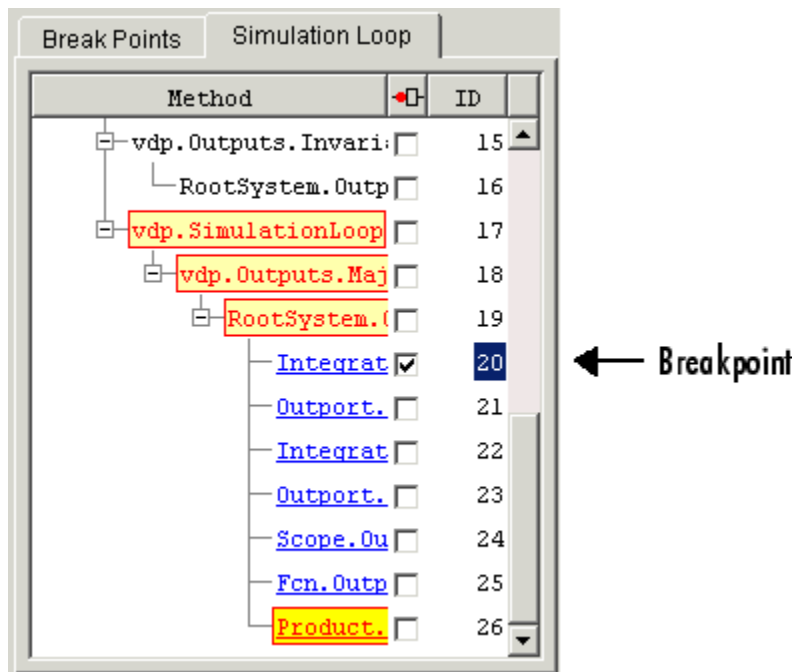 Break Points Simulation Loop
Method ID
vdp.Outputs.Invari 15
RootSystem.Outp 16
vdp.SimulationLoop 17
vdp.Outputs.Maj 18
RootSystem.( 19
Integrat 20 Breakpoint
Outport. 21
Integrat 22
Outport. 23
Scope.Ou 24
Fcn.Outp 25
Product. 26